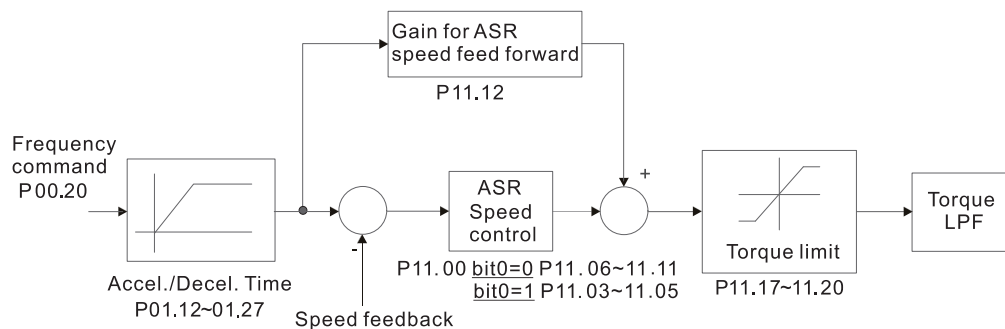 Gain for ASR
speed feed forward
P11.12
+
Frequency
command
P00.20
Accel./Decel. Time
P01.12~01.27
-
Speed feedback
ASR
Speed
control
P11.00 bit0=0 P11.06~11.11
bit0=1 P11.03~11.05
Torque limit
P11.17~11.20
Torque
LPF